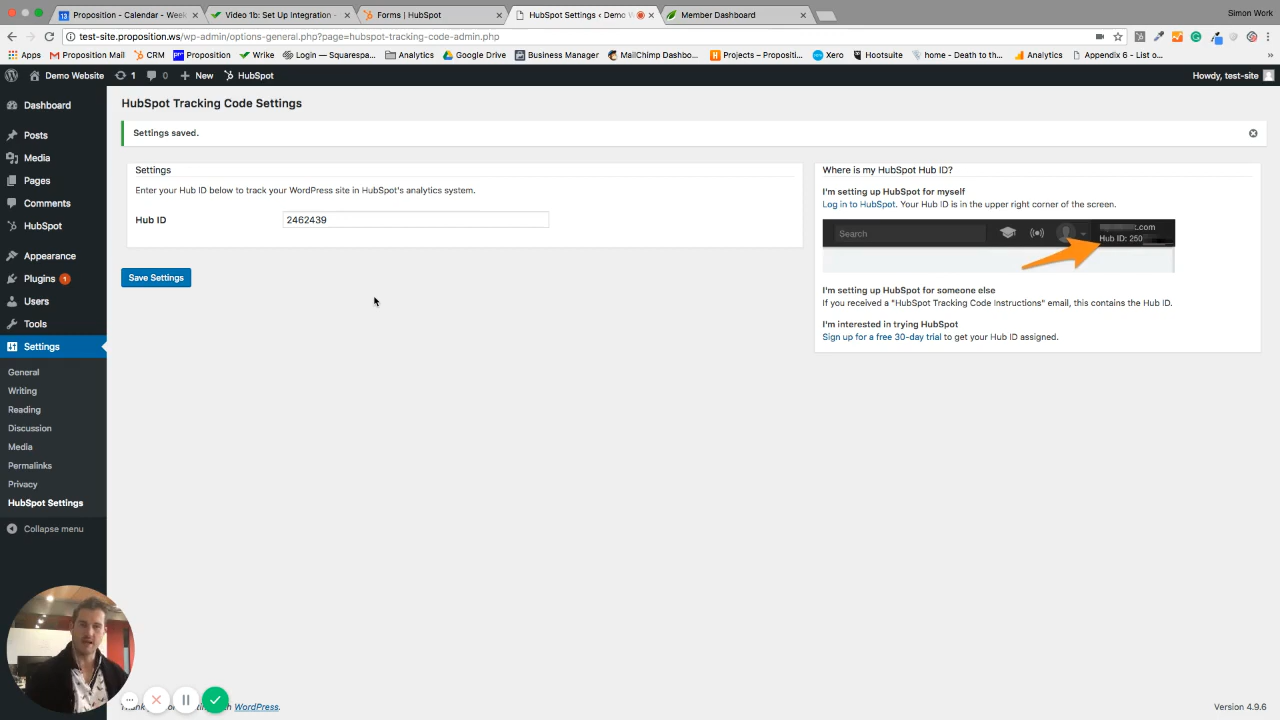 Proposition - Calendar - Week
Video 1b: Set Up Integration -
Forms | HubSpot
HubSpot Settings ‹ Demo W
Member Dashboard
Simon Work
test-site.proposition.ws/wp-admin/options-general.php?page=hubspot-tracking-code-admin.php
Apps
Proposition Mail
CRM
Proposition
Wrike
Login — Squarespa...
Analytics
Google Drive
Business Manager
MailChimp Dashbo...
Projects – Propositi...
Xero
Hootsuite
home - Death to th...
Analytics
Appendix 6 - List o...
Demo Website
1
0
New
HubSpot
Howdy, test-site
Dashboard
Posts
Media
Pages
Comments
HubSpot
Appearance
Plugins 1
Users
Tools
Settings
General
Writing
Reading
Discussion
Media
Permalinks
Privacy
HubSpot Settings
Collapse menu
HubSpot Tracking Code Settings
Settings saved.
Settings
Enter your Hub ID below to track your WordPress site in HubSpot's analytics system.
Hub ID
2462439
Save Settings
Where is my HubSpot Hub ID?
I'm setting up HubSpot for myself
Log in to HubSpot. Your Hub ID is in the upper right corner of the screen.
Search
.com
Hub ID: 250
I'm setting up HubSpot for someone else
If you received a "HubSpot Tracking Code Instructions" email, this contains the Hub ID.
I'm interested in trying HubSpot
Sign up for a free 30-day trial to get your Hub ID assigned.
WordPress.
Version 4.9.6